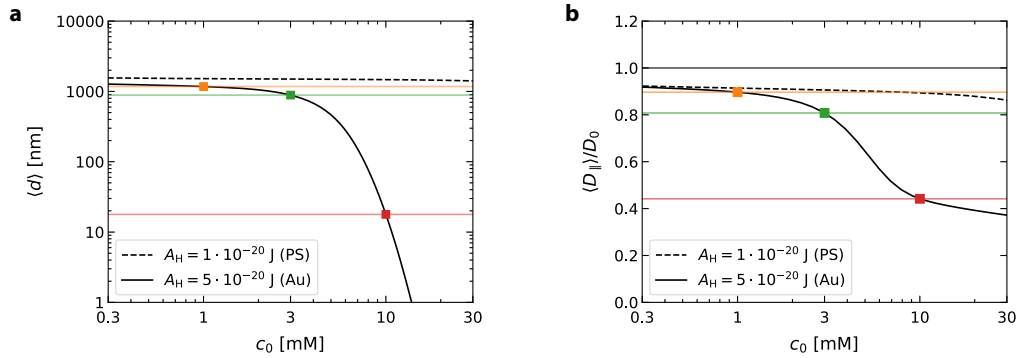 a
10000
1000
100
10
1
⟨d⟩ [nm]
A_H = 1 · 10^−20 J (PS)
A_H = 5 · 10^−20 J (Au)
0.3 1 3 10 30
c_0 [mM]
b
1.2
1.0
0.8
0.6
0.4
0.2
0.0
⟨D_∥⟩/D_0
A_H = 1 · 10^−20 J (PS)
A_H = 5 · 10^−20 J (Au)
0.3 1 3 10 30
c_0 [mM]